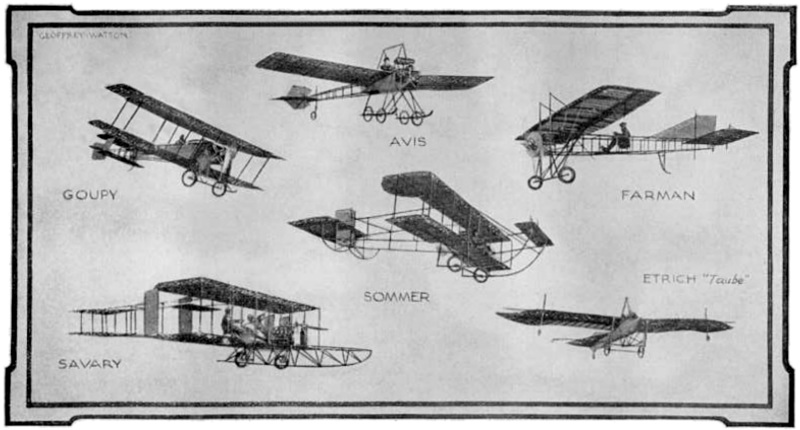 GEOFFREY·WATSON
AVIS
GOUPY
FARMAN
SOMMER
ETRICH "Taube"
SAVARY